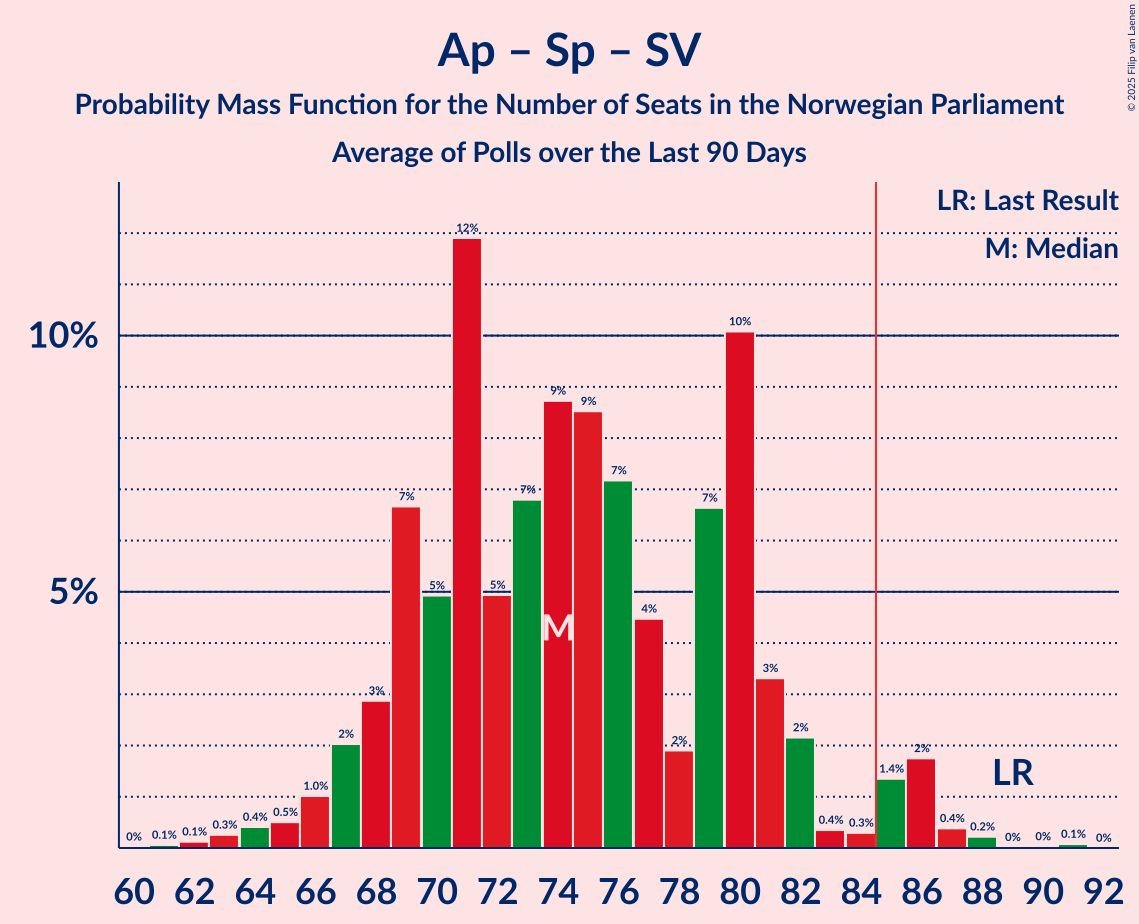 Ap – Sp – SV
Probability Mass Function for the Number of Seats in the Norwegian Parliament
Average of Polls over the Last 90 Days
© 2025 Filip van Laenen
LR: Last Result
M: Median
10%
5%
0% 0.1% 0.1% 0.3% 0.4% 0.5% 1.0% 2% 3% 7% 5% 12% 5% 7% 9% 9% 7% 4% 2% 7% 10% 3% 2% 0.4% 0.3% 1.4% 2% 0.4% 0.2% 0% 0% 0.1% 0%
M
LR
60 62 64 66 68 70 72 74 76 78 80 82 84 86 88 90 92